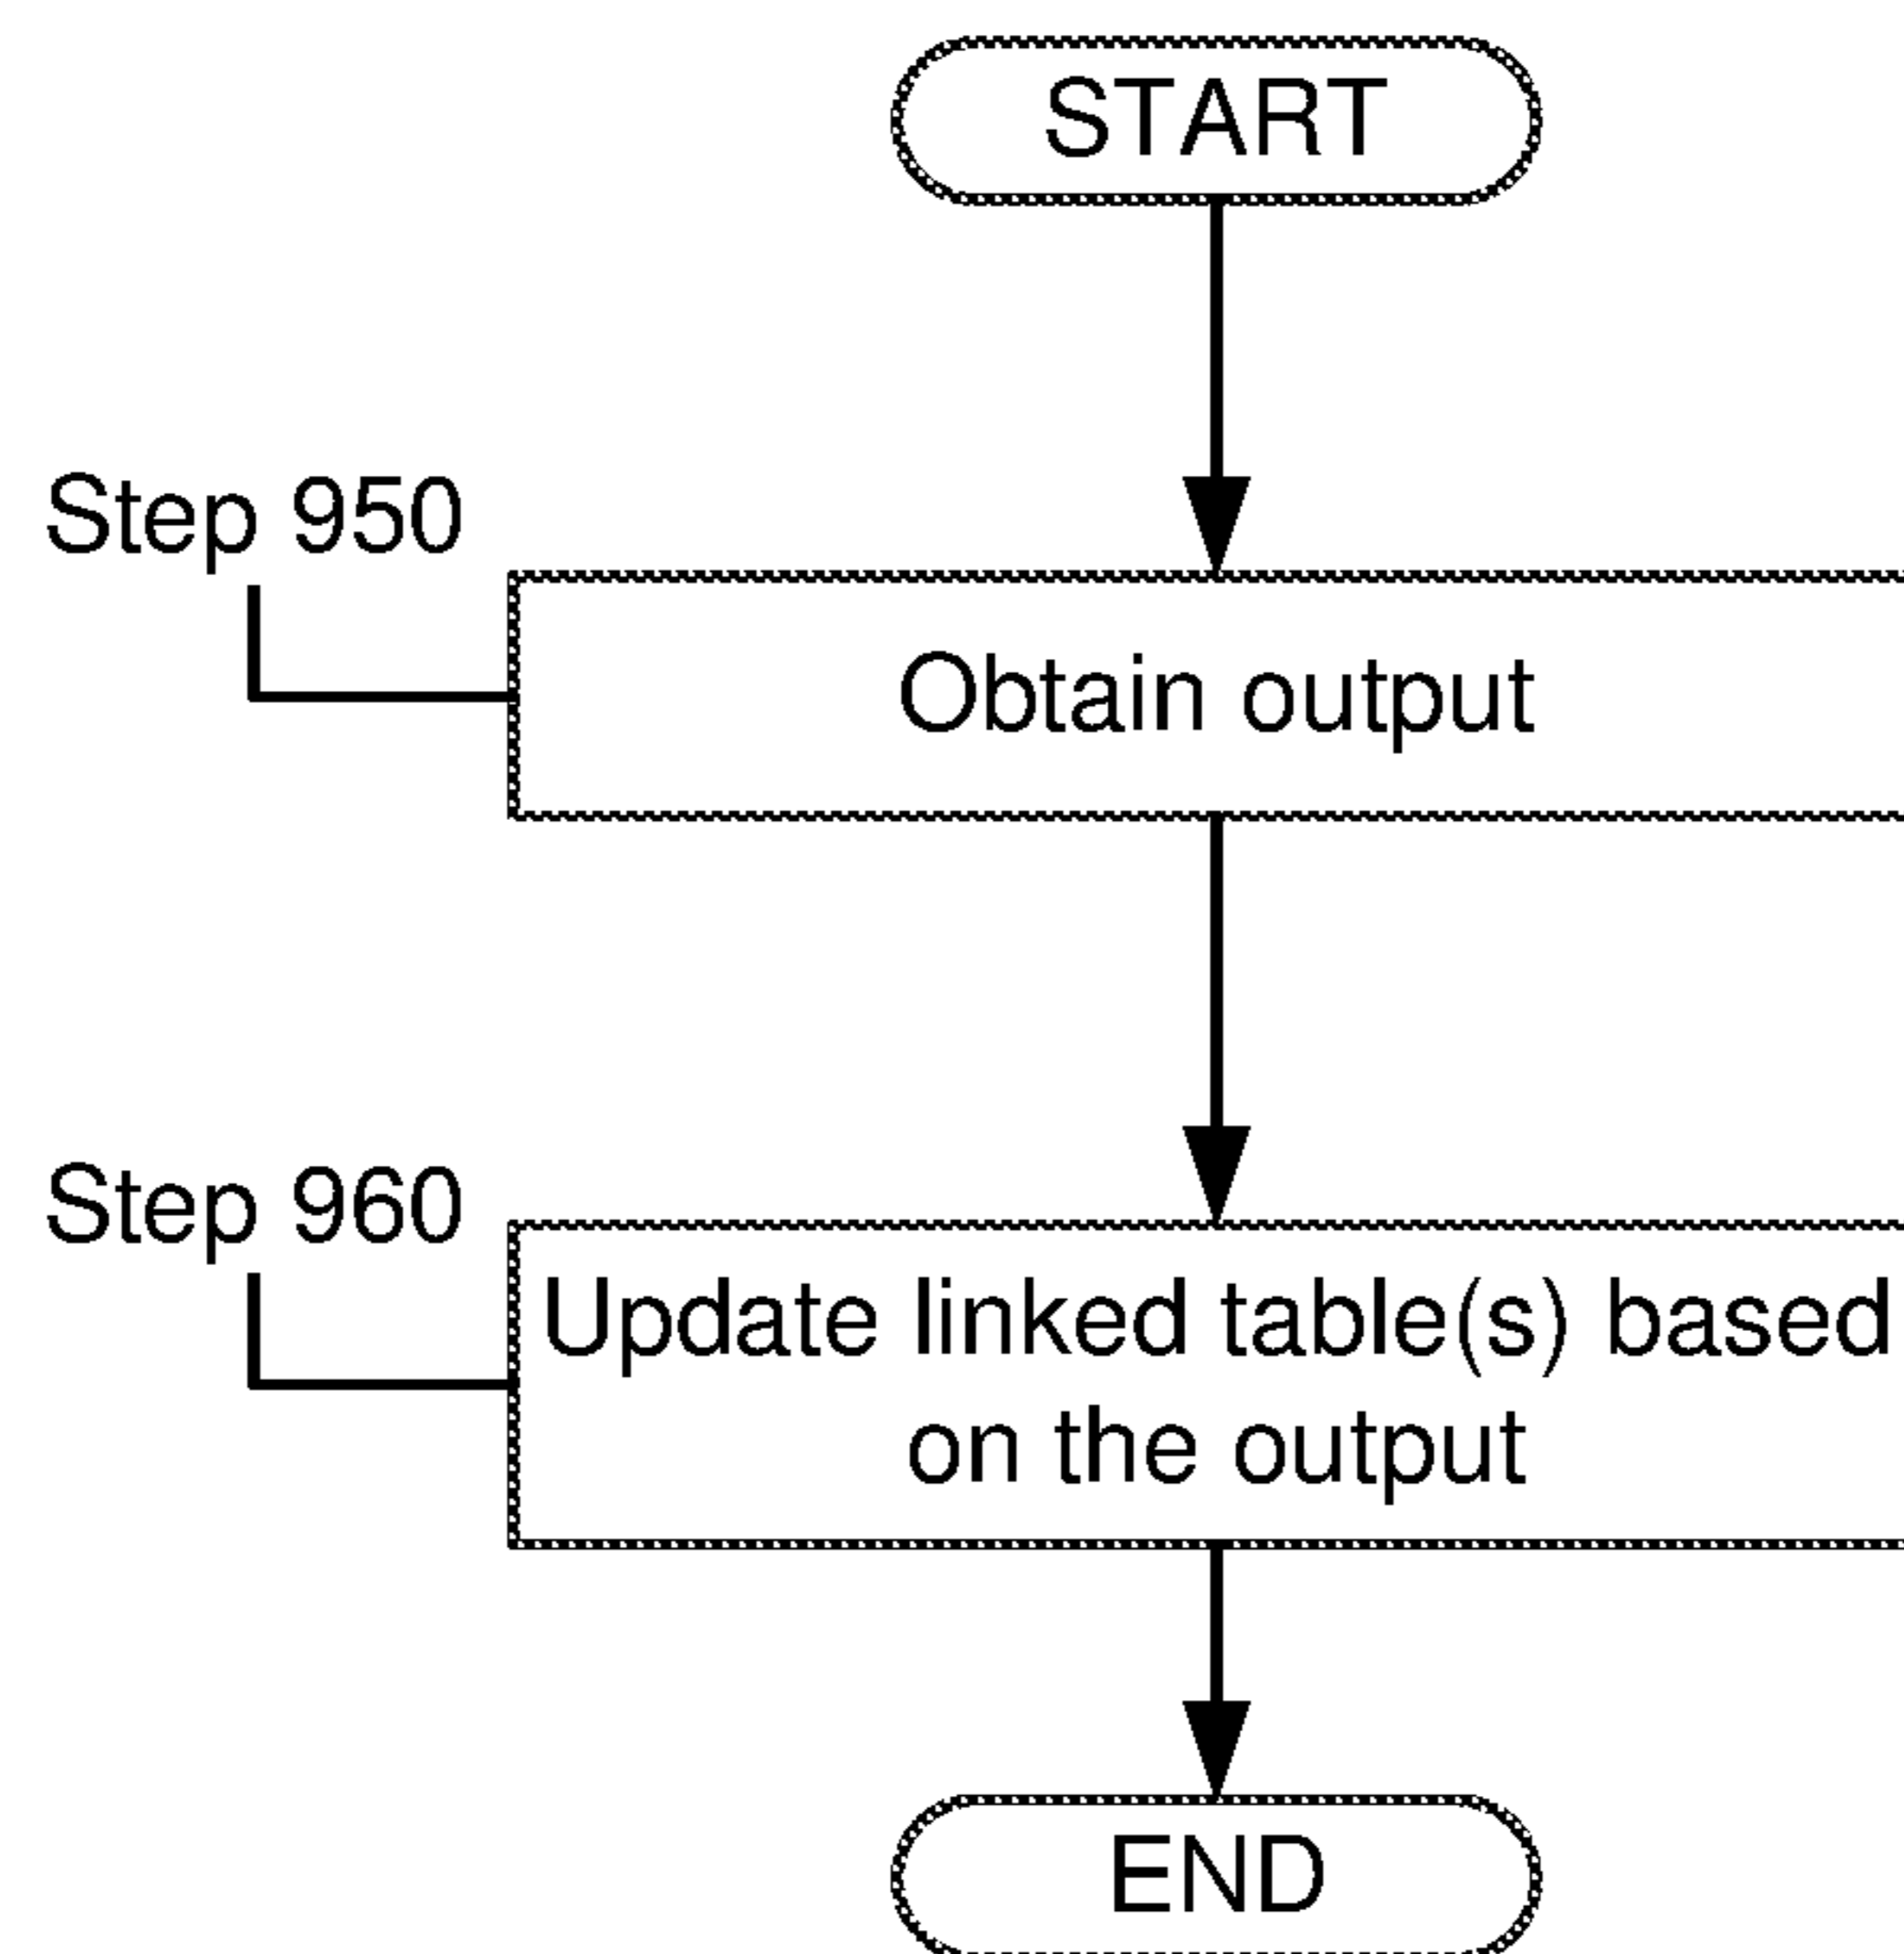 START
Step 950
Obtain output
Step 960
Update linked table(s) based
on the output
END